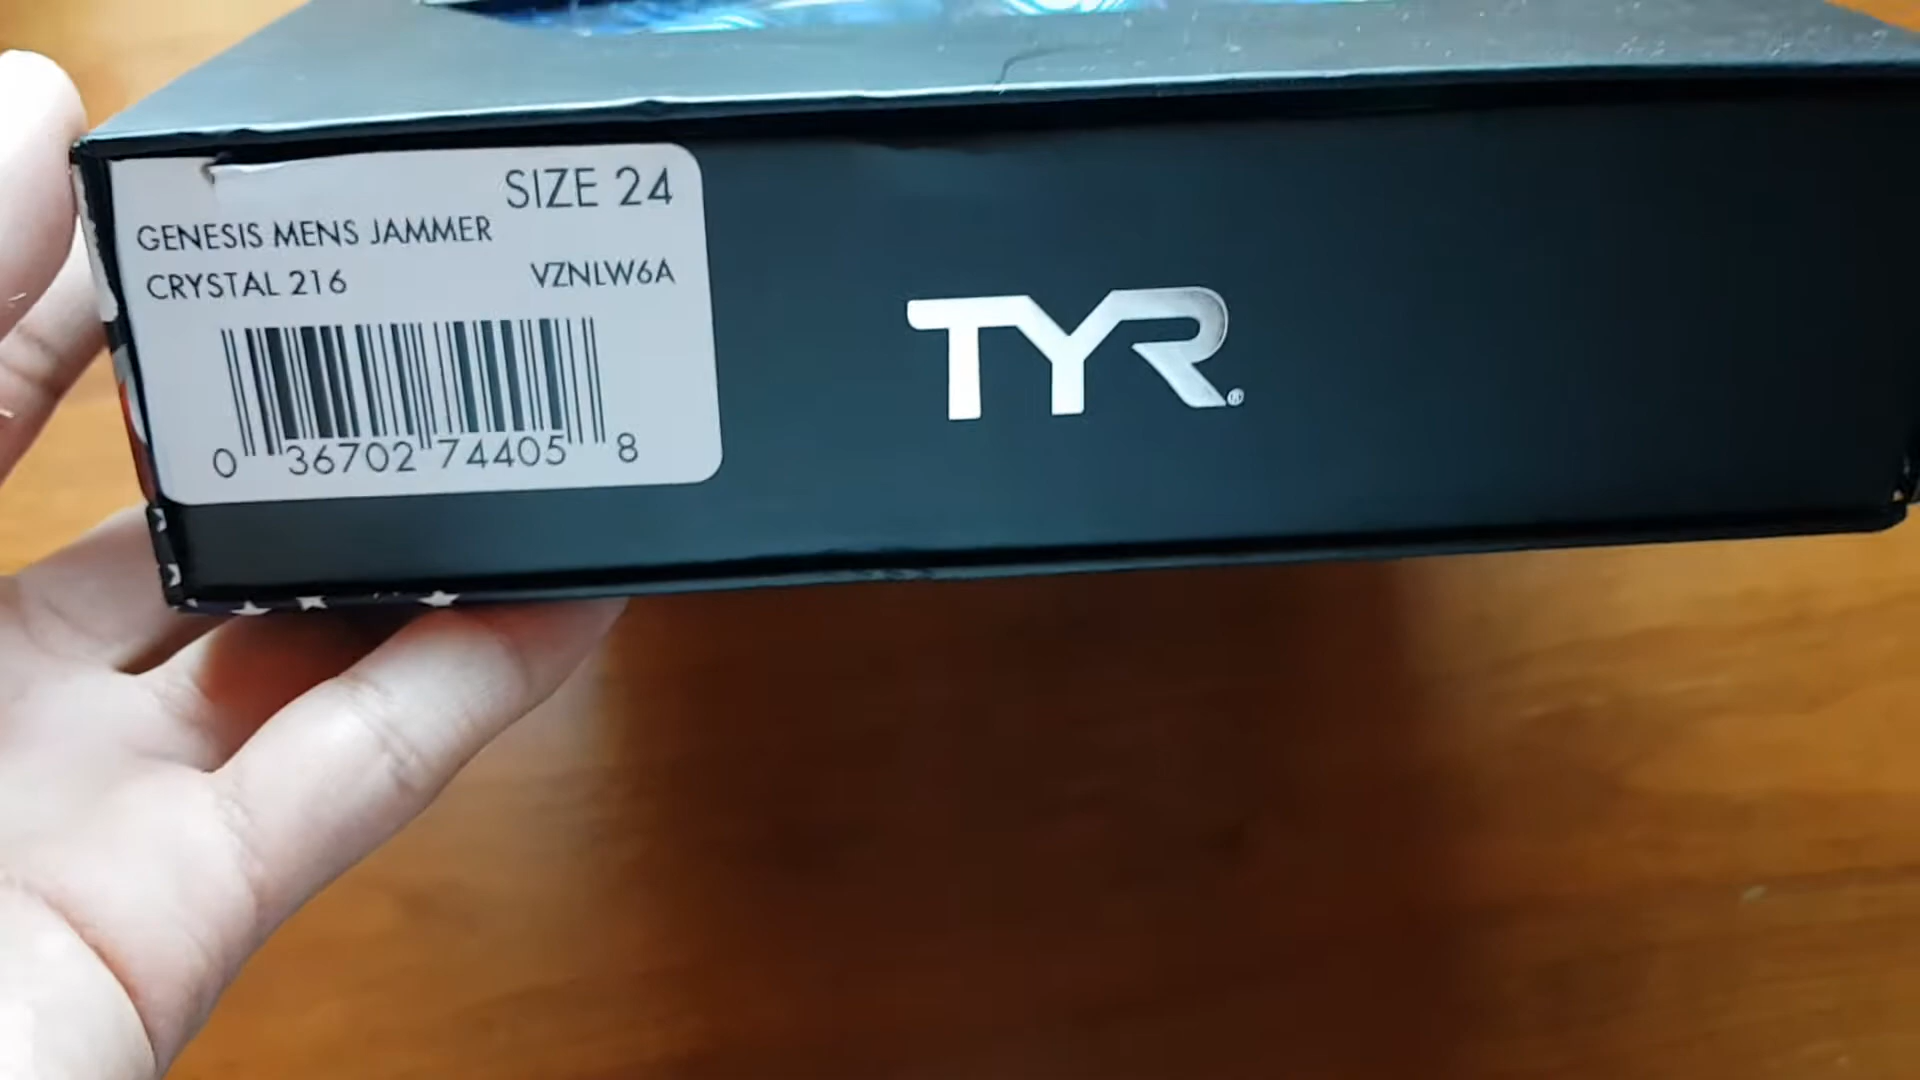 SIZE 24
GENESIS MENS JAMMER
CRYSTAL 216 VZNLW6A
0 36702 74405 8
TYR®